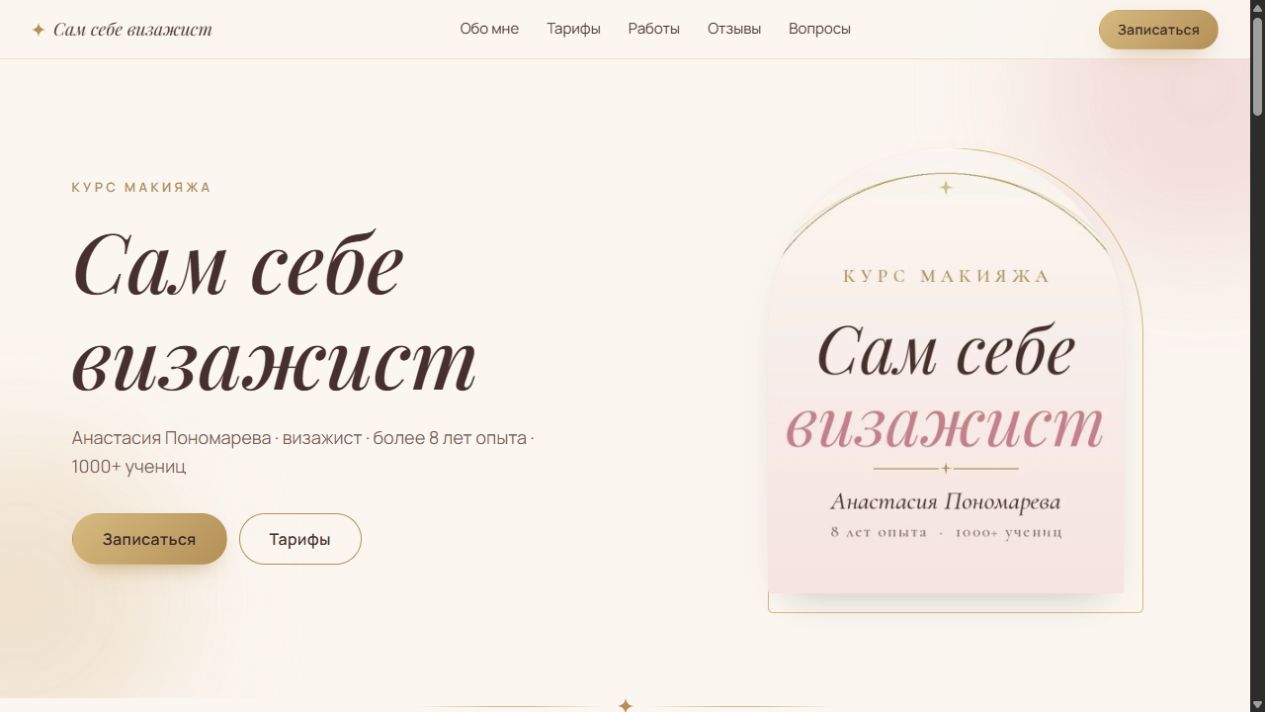 Сам себе визажист
Обо мне Тарифы Работы Отзывы Вопросы
Записаться
КУРС МАКИЯЖА
Сам себе
визажист
Анастасия Пономарева · визажист · более 8 лет опыта ·
1000+ учениц
Записаться Тарифы
КУРС МАКИЯЖА
Сам себе
визажист
Анастасия Пономарева
8 лет опыта · 1000+ учениц